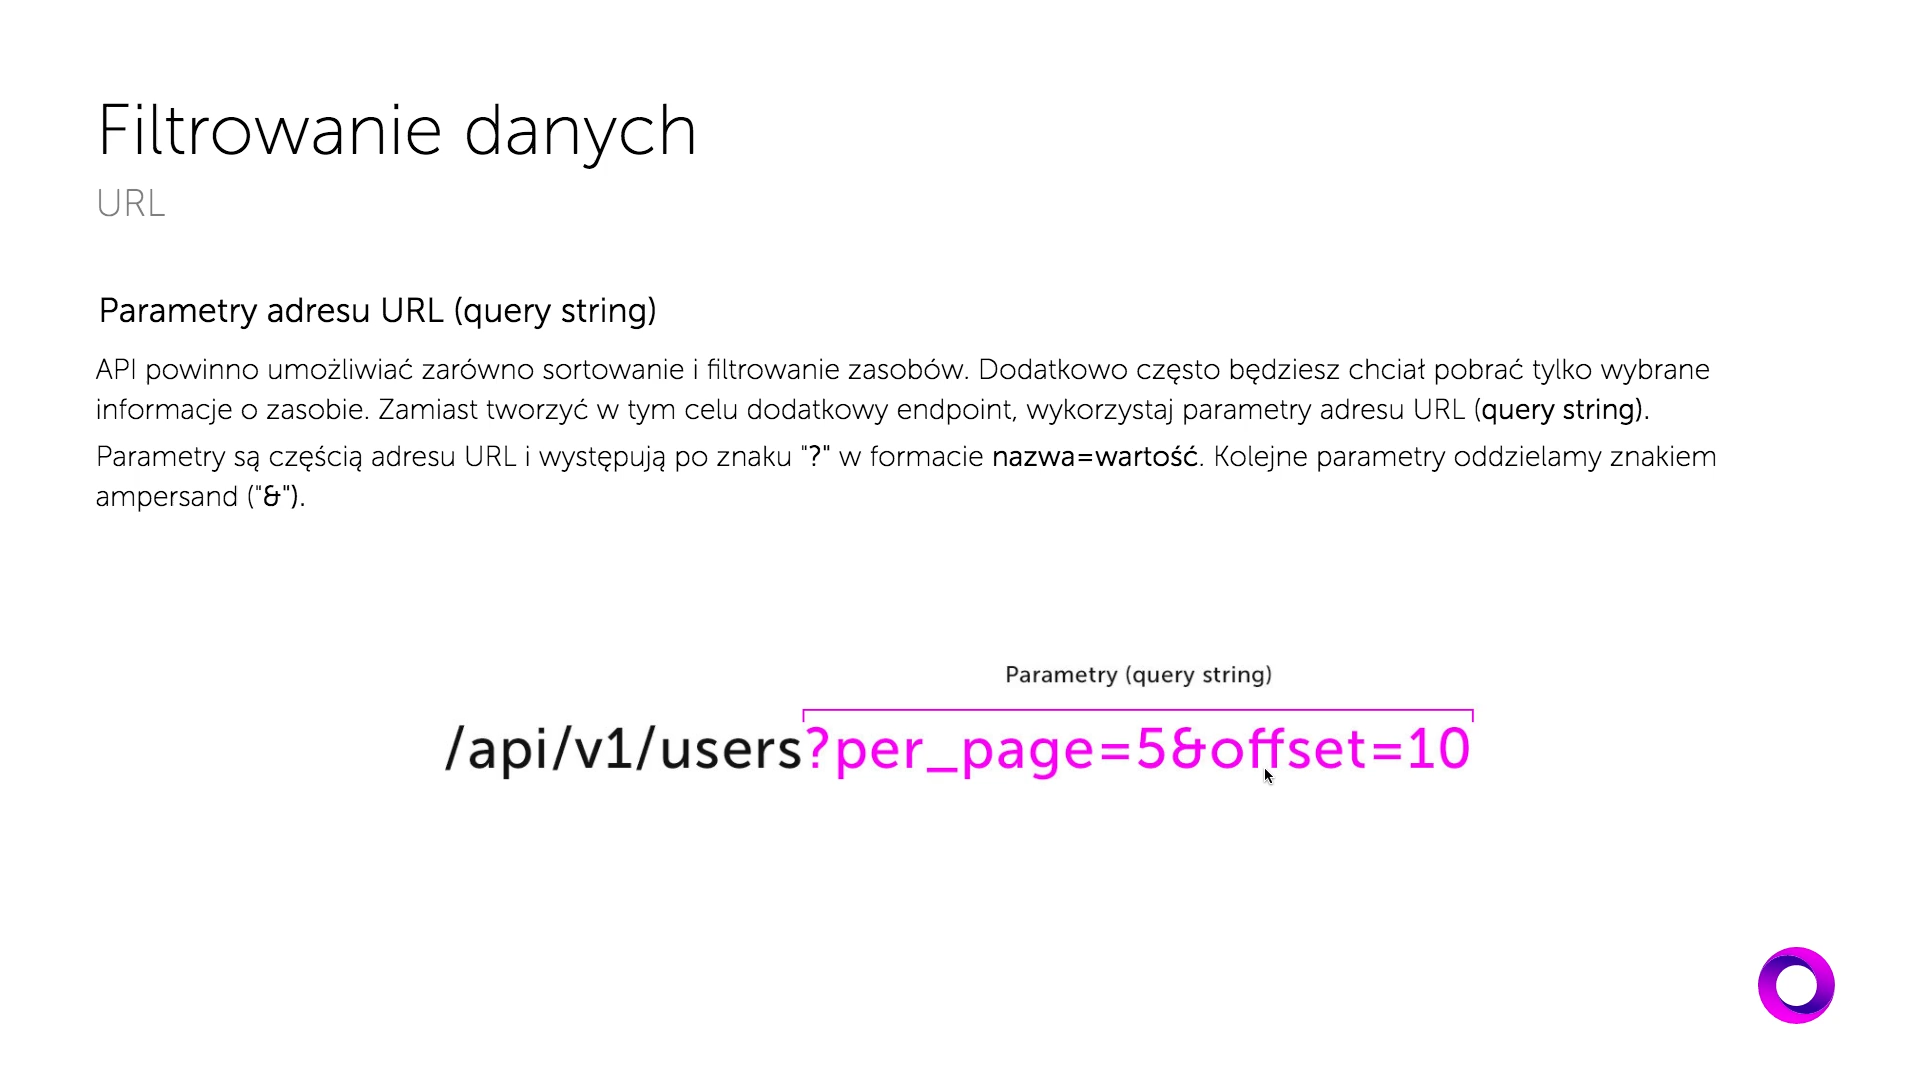 Filtrowanie danych
URL
Parametry adresu URL (query string)
API powinno umożliwiać zarówno sortowanie i filtrowanie zasobów. Dodatkowo często będziesz chciał pobrać tylko wybrane
informacje o zasobie. Zamiast tworzyć w tym celu dodatkowy endpoint, wykorzystaj parametry adresu URL (query string).
Parametry są częścią adresu URL i występują po znaku "?" w formacie nazwa=wartość. Kolejne parametry oddzielamy znakiem
ampersand ("&").
Parametry (query string)
/api/v1/users?per_page=5&offset=10